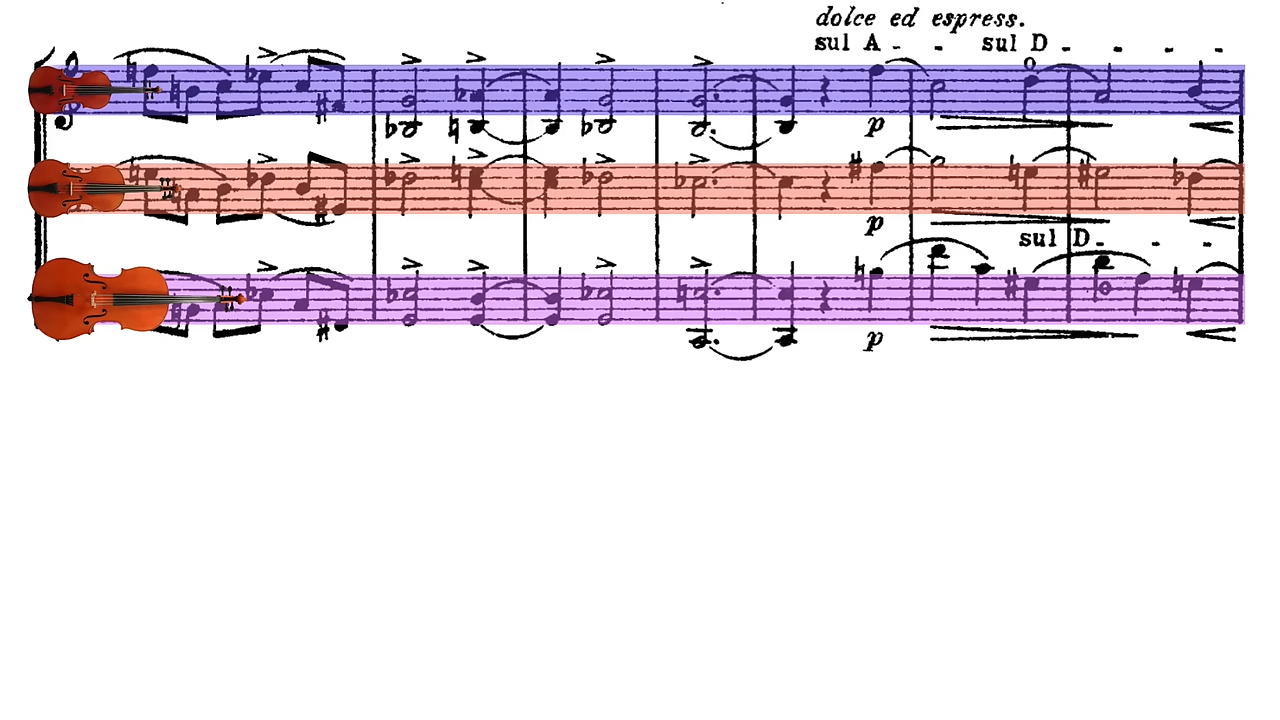 dolce ed espress.
sul A - - sul D - - - -
p
p
sul D - - -
p